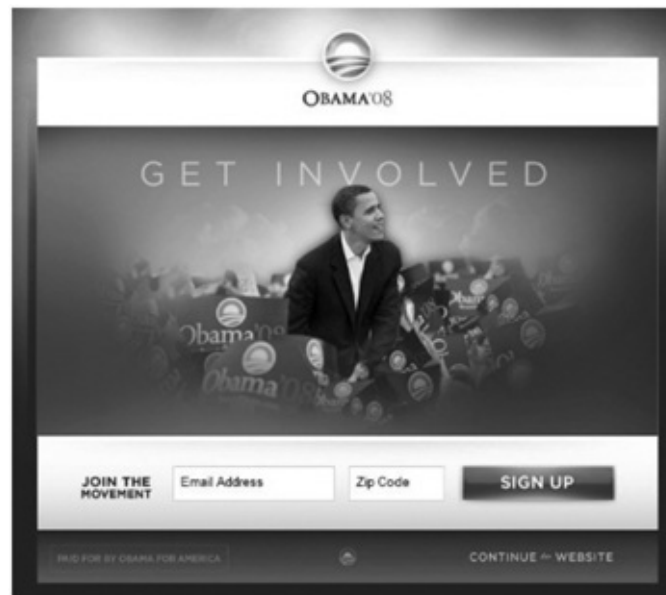 OBAMA'08
GET INVOLVED
Obama'08
Obama'08
JOIN THE
MOVEMENT
Email Address
Zip Code
SIGN UP
PAID FOR BY OBAMA FOR AMERICA
CONTINUE to WEBSITE